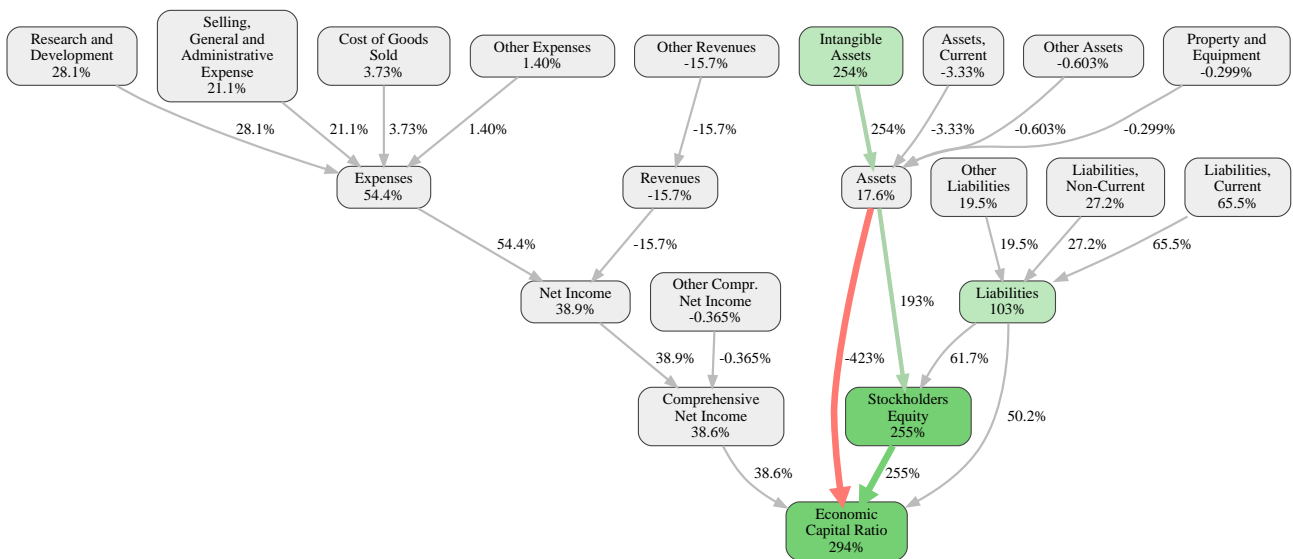 Research and
Development
28.1%
Selling,
General and
Administrative
Expense
21.1%
Cost of Goods
Sold
3.73%
Other Expenses
1.40%
Other Revenues
-15.7%
Intangible
Assets
254%
Assets,
Current
-3.33%
Other Assets
-0.603%
Property and
Equipment
-0.299%
28.1%
21.1%
3.73%
1.40%
-15.7%
254%
-3.33%
-0.603%
-0.299%
Expenses
54.4%
Revenues
-15.7%
Assets
17.6%
Other
Liabilities
19.5%
Liabilities,
Non-Current
27.2%
Liabilities,
Current
65.5%
54.4%
-15.7%
19.5%
27.2%
65.5%
Net Income
38.9%
Other Compr.
Net Income
-0.365%
193%
Liabilities
103%
38.9%
-0.365%
-423%
61.7%
Comprehensive
Net Income
38.6%
Stockholders
Equity
255%
50.2%
38.6%
255%
Economic
Capital Ratio
294%